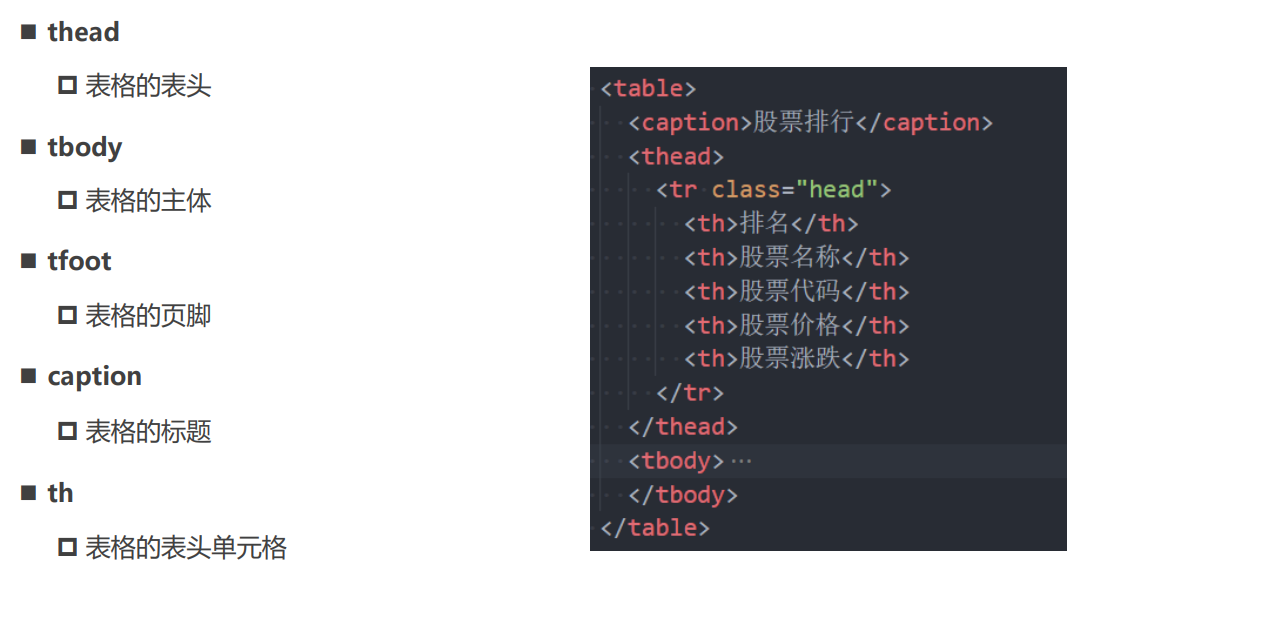 thead
表格的表头
tbody
表格的主体
tfoot
表格的页脚
caption
表格的标题
th
表格的表头单元格
<table>
<caption>股票排行</caption>
<thead>
<tr class="head">
<th>排名</th>
<th>股票名称</th>
<th>股票代码</th>
<th>股票价格</th>
<th>股票涨跌</th>
</tr>
</thead>
<tbody>···
</tbody>
</table>